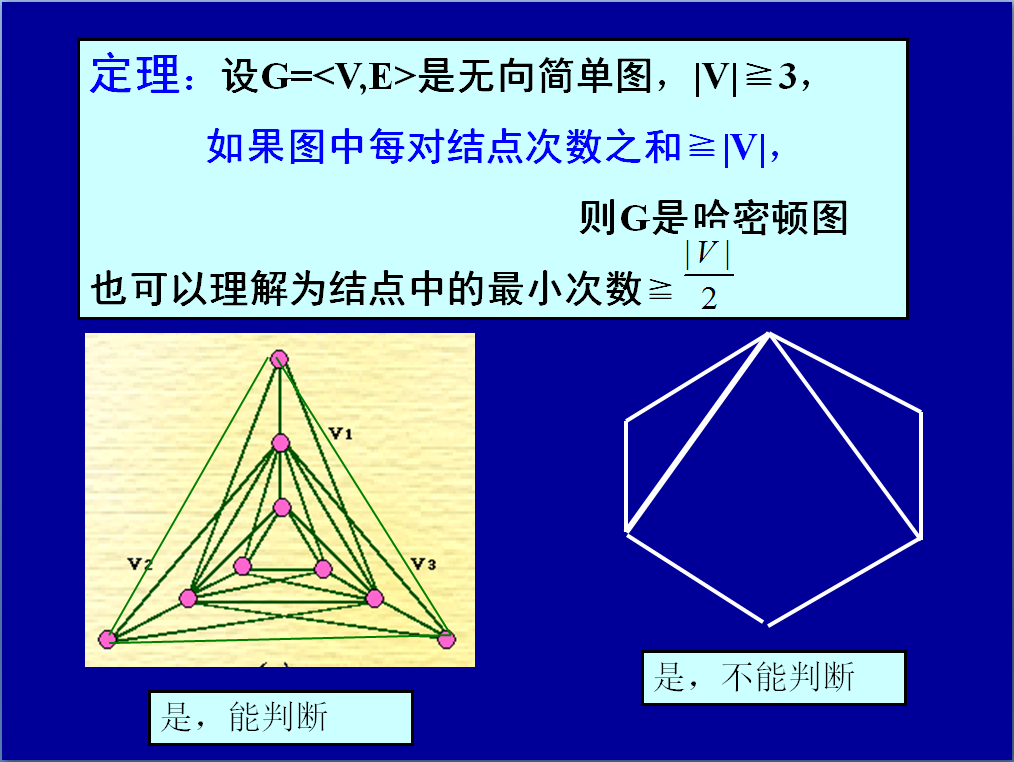 定理：设G=<V,E>是无向简单图，|V|≧3，
如果图中每对结点次数之和≧|V|，
则G是哈密顿图
也可以理解为结点中的最小次数≧ |V|/2
V1
V2
V3
是，能判断
是，不能判断